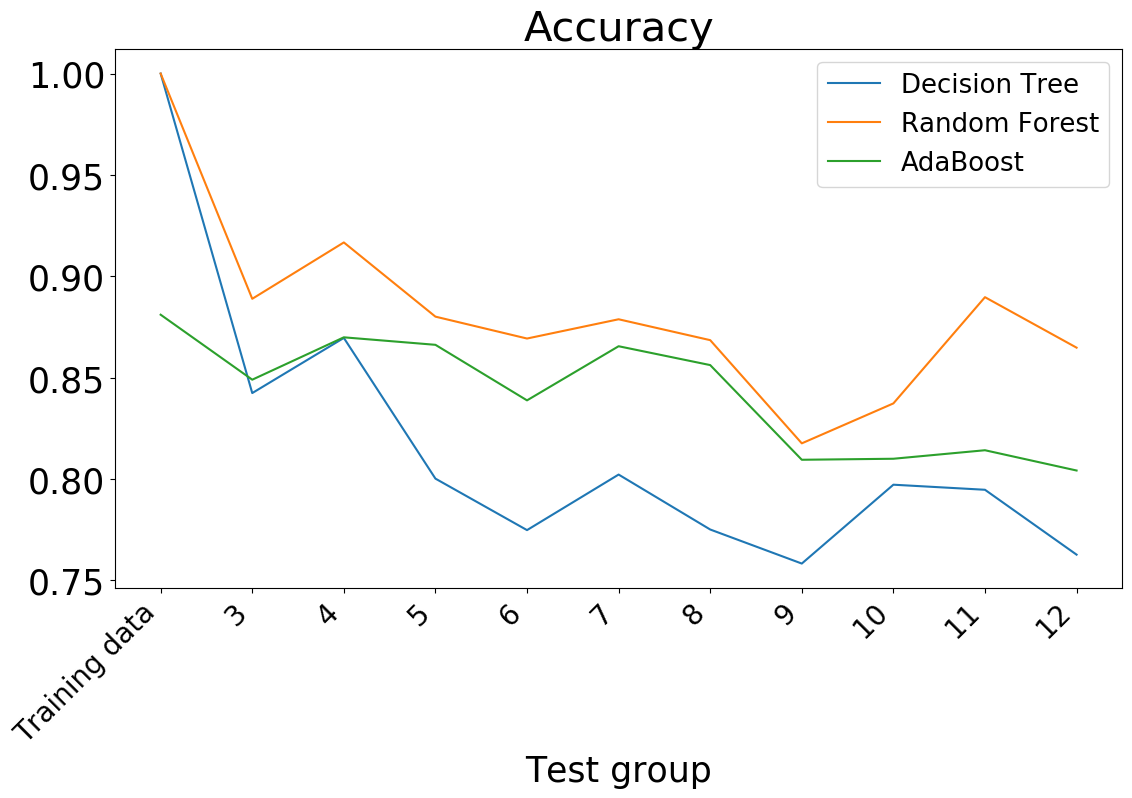 Accuracy
1.00
0.95
0.90
0.85
0.80
0.75
Decision Tree
Random Forest
AdaBoost
Training data
3
4
5
6
7
8
9
10
11
12
Test group